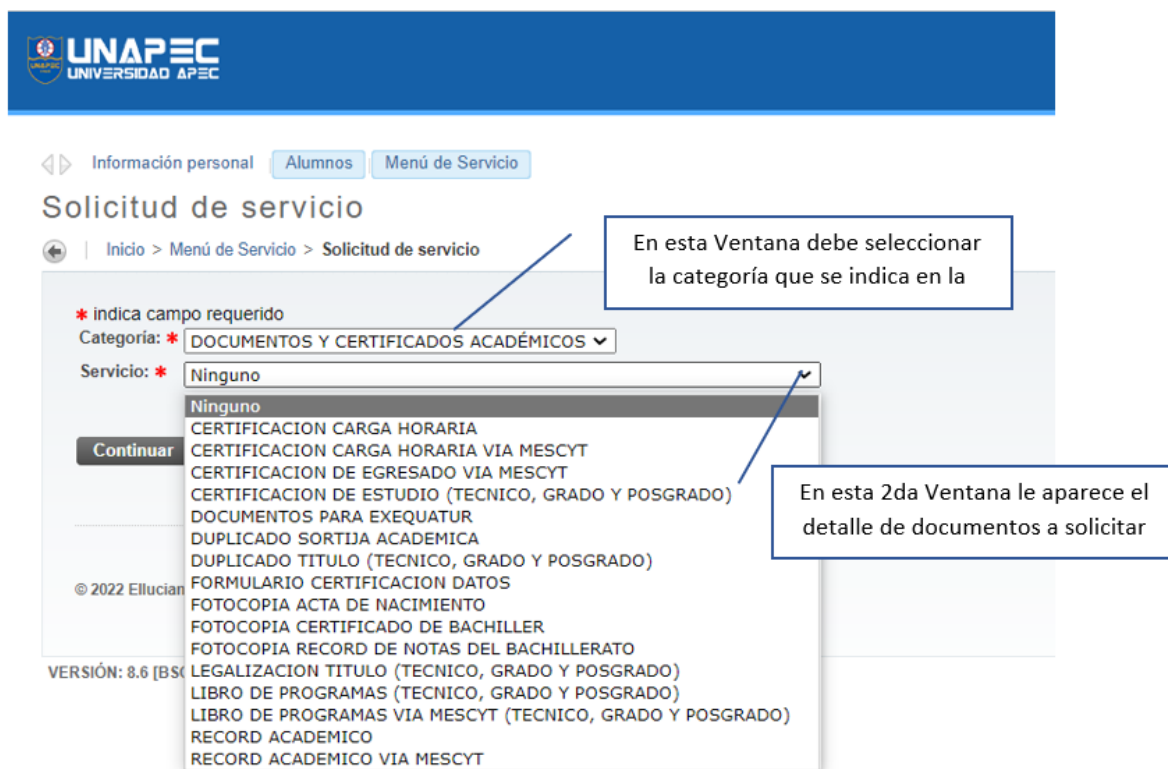 UNAPEC
UNIVERSIDAD APEC
Información personal Alumnos Menú de Servicio
Solicitud de servicio
Inicio > Menú de Servicio > Solicitud de servicio
En esta Ventana debe seleccionar
la categoría que se indica en la
* indica campo requerido
Categoría: * DOCUMENTOS Y CERTIFICADOS ACADÉMICOS
Servicio: * Ninguno
Ninguno
CERTIFICACION CARGA HORARIA
Continuar
CERTIFICACION CARGA HORARIA VIA MESCYT
CERTIFICACION DE EGRESADO VIA MESCYT
CERTIFICACION DE ESTUDIO (TECNICO, GRADO Y POSGRADO)
En esta 2da Ventana le aparece el
detalle de documentos a solicitar
DOCUMENTOS PARA EXEQUATUR
DUPLICADO SORTIJA ACADEMICA
DUPLICADO TITULO (TECNICO, GRADO Y POSGRADO)
FORMULARIO CERTIFICACION DATOS
© 2022 Ellucian
FOTOCOPIA ACTA DE NACIMIENTO
FOTOCOPIA CERTIFICADO DE BACHILLER
FOTOCOPIA RECORD DE NOTAS DEL BACHILLERATO
VERSIÓN: 8.6 [BS
LEGALIZACION TITULO (TECNICO, GRADO Y POSGRADO)
LIBRO DE PROGRAMAS (TECNICO, GRADO Y POSGRADO)
LIBRO DE PROGRAMAS VIA MESCYT (TECNICO, GRADO Y POSGRADO)
RECORD ACADEMICO
RECORD ACADEMICO VIA MESCYT